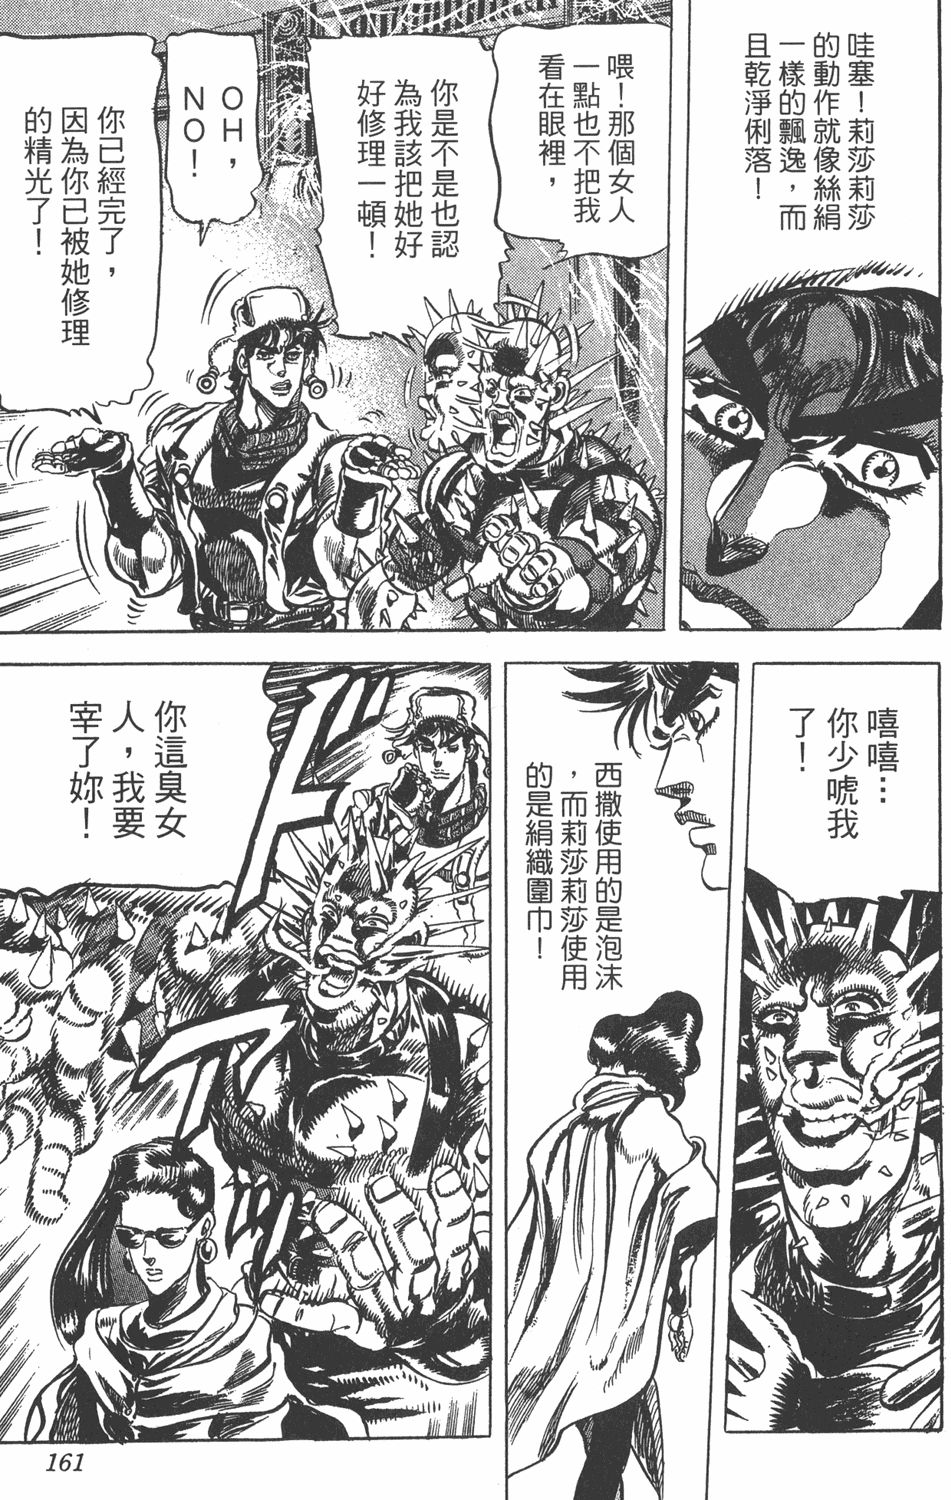 哇塞！莉莎莉莎
的動作就像絲絹
一樣的飄逸，而
且乾淨俐落！
喂！那個女人
一點也不把我
看在眼裡，
你是不是也認
為我該把她好
好修理一頓！
OH，
NO！
你已經完了，
因為你已被她修理
的精光了！
嘻嘻…
你少唬我
了！
西撒使用的是泡沫
，而莉莎莉莎使用
的是絹織圍巾！
你這臭女
人，我要
宰了妳！
ドドドッ
161